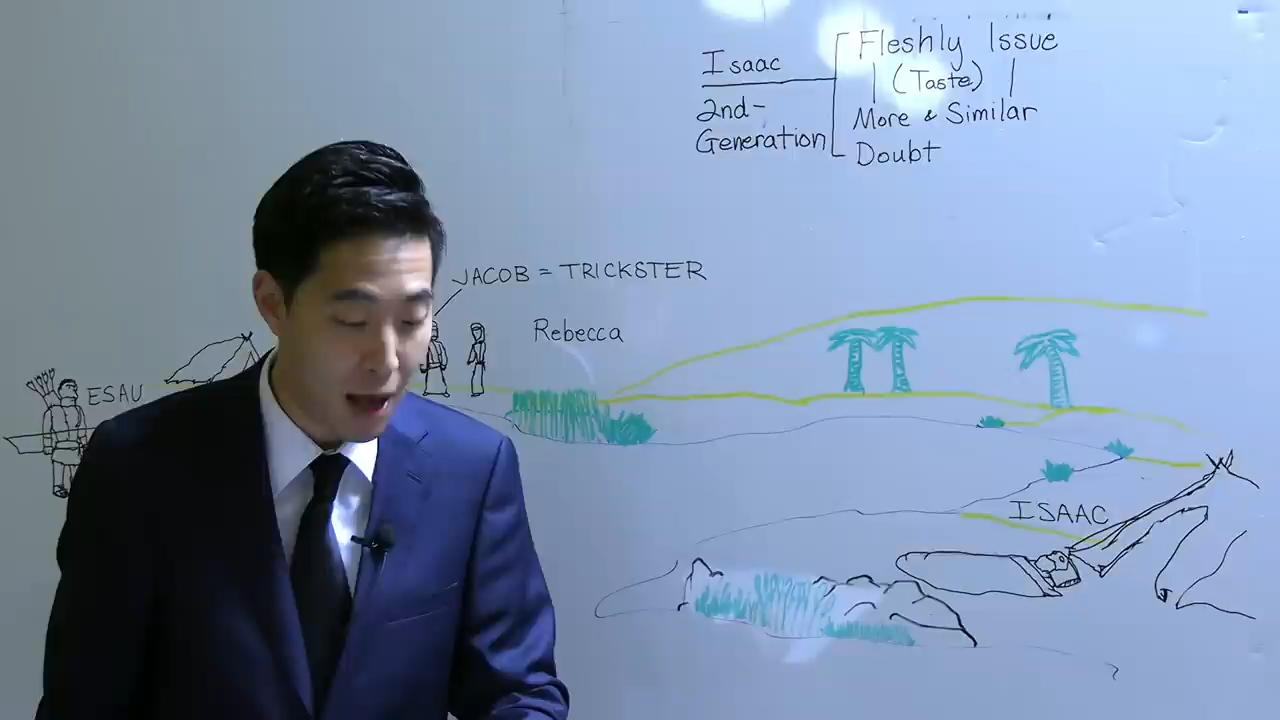 Isaac
2nd-
Generation
Fleshly Issue
(Taste)
More & Similar
Doubt
JACOB = TRICKSTER
Rebecca
ESAU
ISAAC